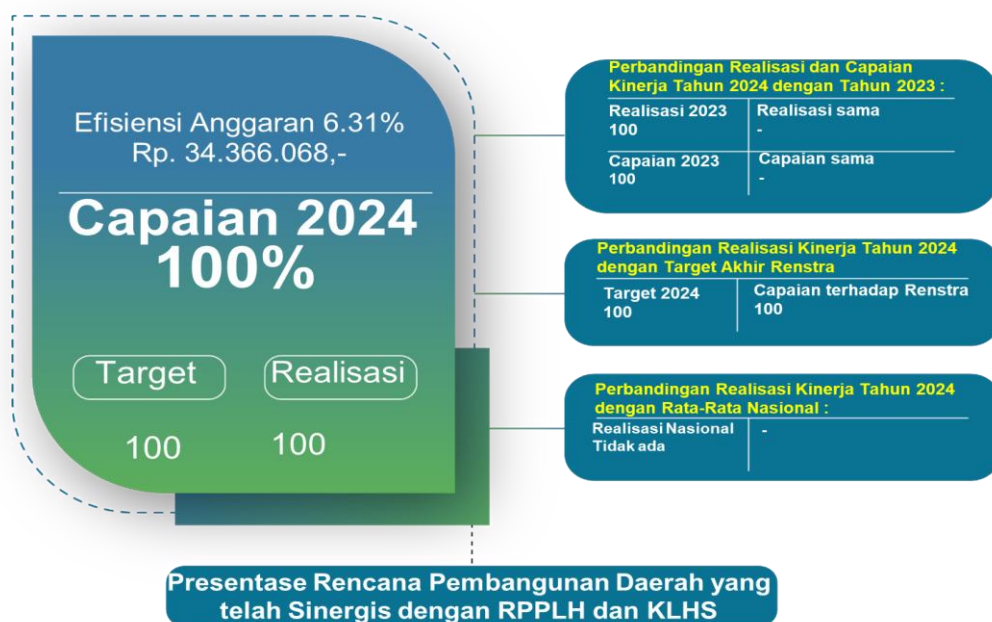 Efisiensi Anggaran 6.31%
Rp. 34.366.068,-
Capaian 2024
100%
Target
Realisasi
100
100
Perbandingan Realisasi dan Capaian
Kinerja Tahun 2024 dengan Tahun 2023 :
Realisasi 2023
100
Realisasi sama
-
Capaian 2023
100
Capaian sama
-
Perbandingan Realisasi Kinerja Tahun 2024
dengan Target Akhir Renstra
Target 2024
100
Capaian terhadap Renstra
100
Perbandingan Realisasi Kinerja Tahun 2024
dengan Rata-Rata Nasional :
Realisasi Nasional
Tidak ada
-
Presentase Rencana Pembangunan Daerah yang
telah Sinergis dengan RPPLH dan KLHS